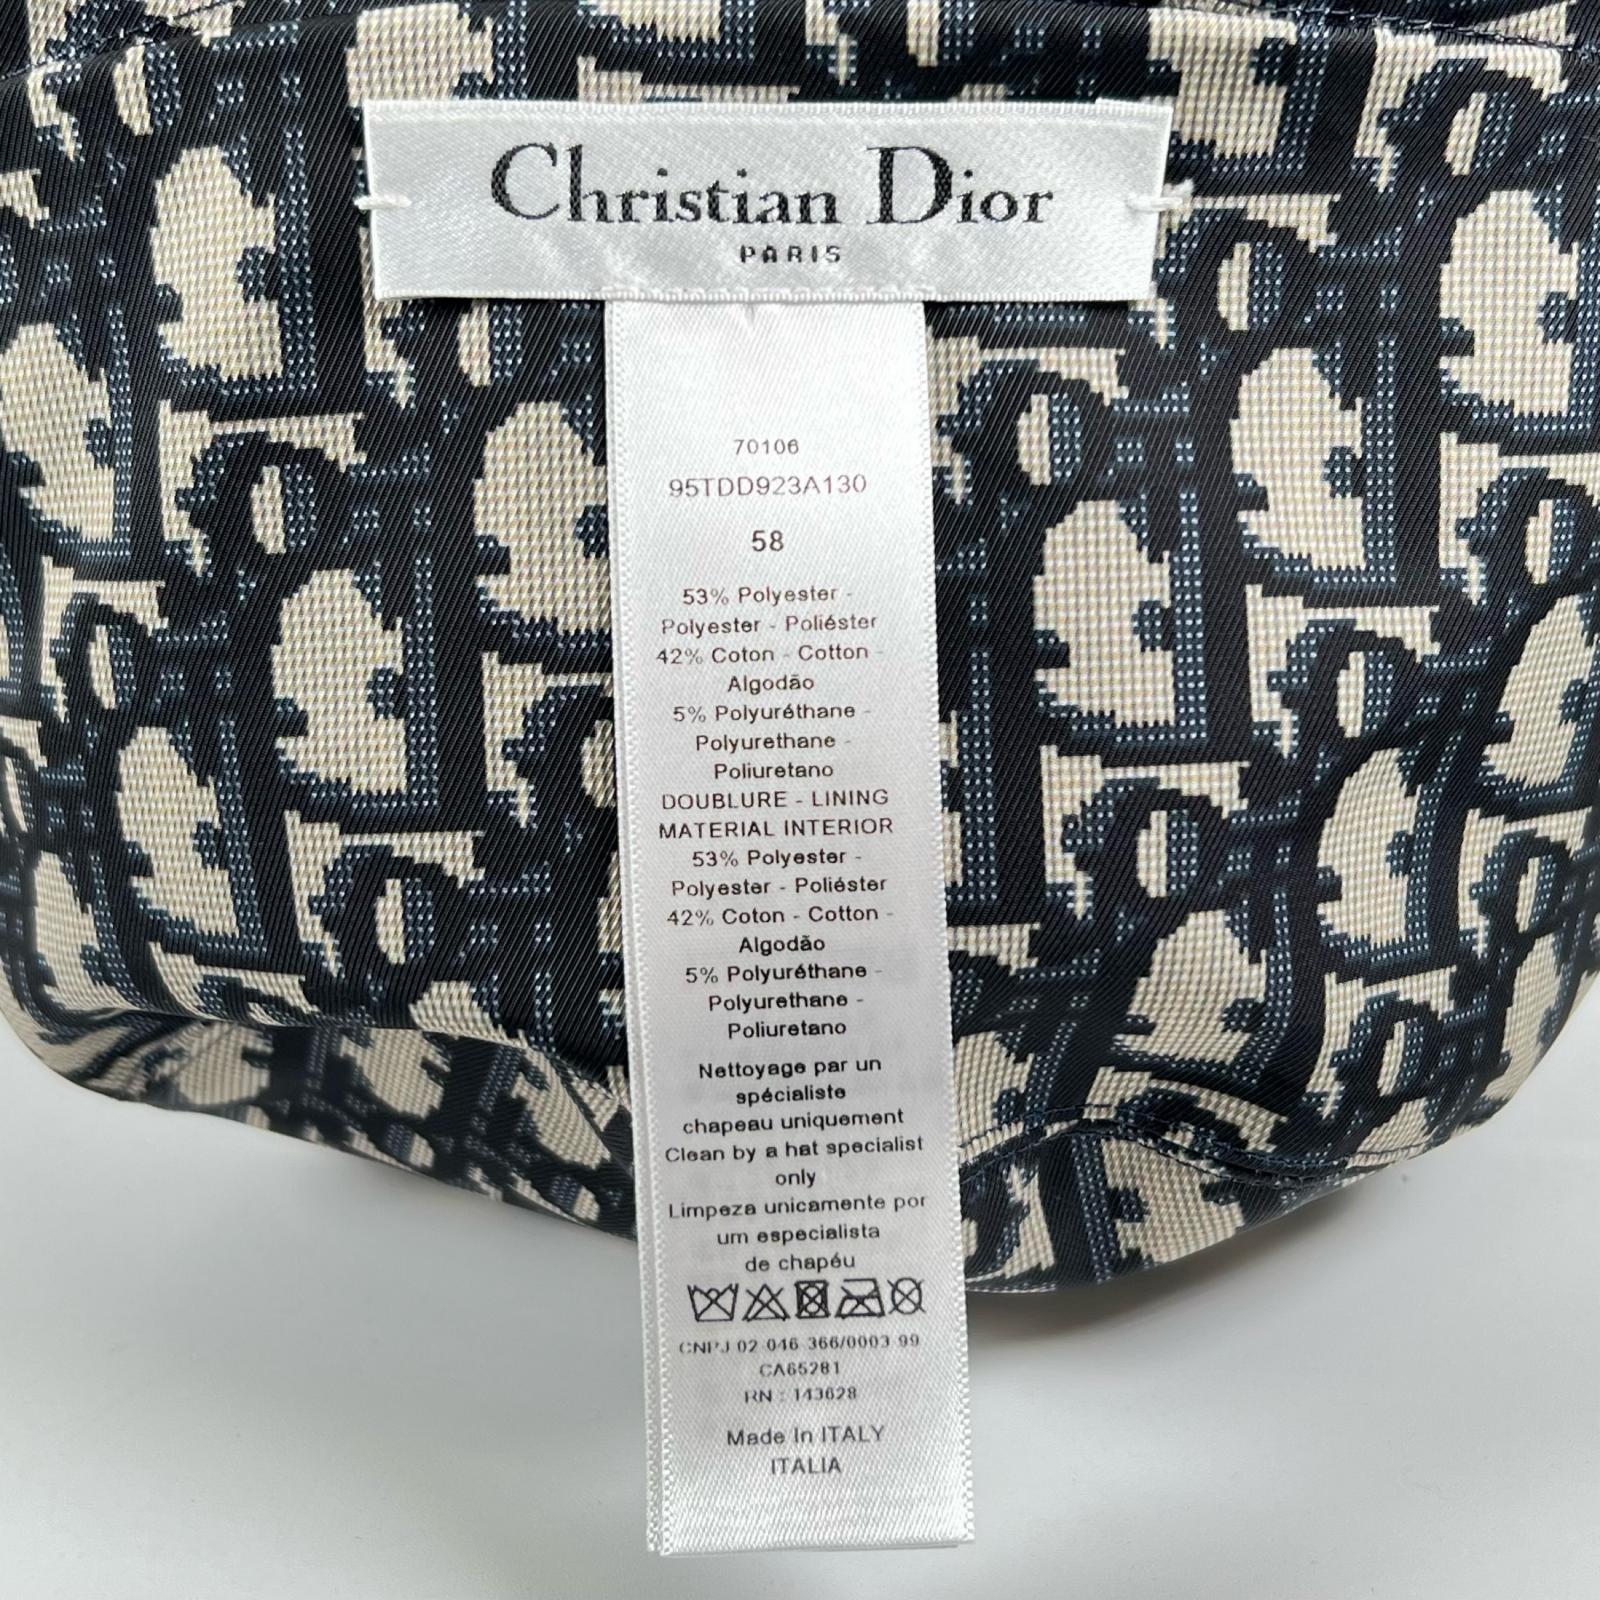 Christian Dior
PARIS
70106
95TDD923A130
58
53% Polyester -
Polyester - Poliéster
42% Coton - Cotton -
Algodão
5% Polyuréthane -
Polyurethane -
Poliuretano
DOUBLURE - LINING
MATERIAL INTERIOR
53% Polyester -
Polyester - Poliéster
42% Coton - Cotton -
Algodão
5% Polyuréthane -
Polyurethane -
Poliuretano
Nettoyage par un
spécialiste
chapeau uniquement
Clean by a hat specialist
only
Limpeza unicamente por
um especialista
de chapéu
CNPJ 02 046 366/0003 99
CA65281
RN : 143628
Made In ITALY
ITALIA